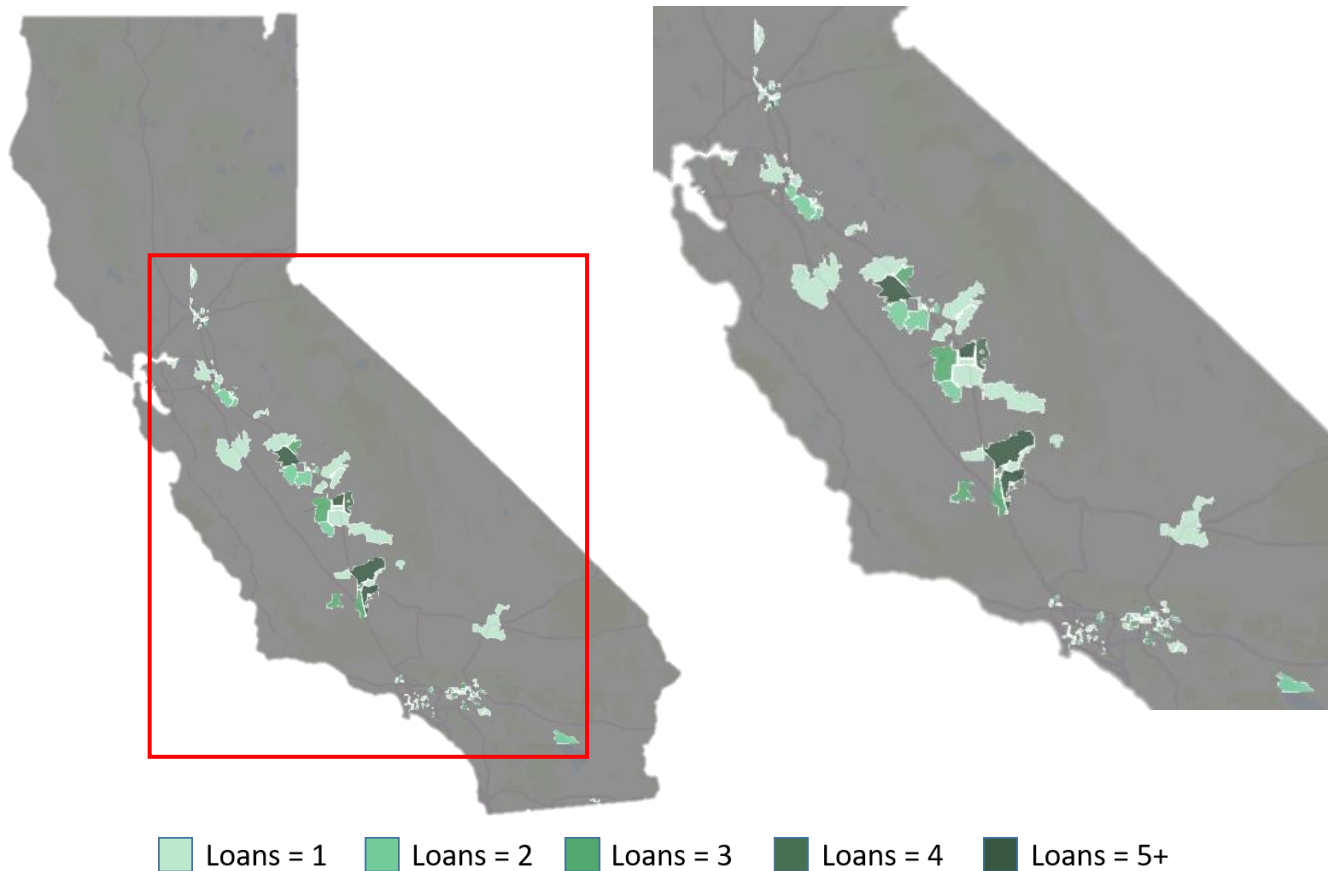 Loans = 1 Loans = 2 Loans = 3 Loans = 4 Loans = 5+